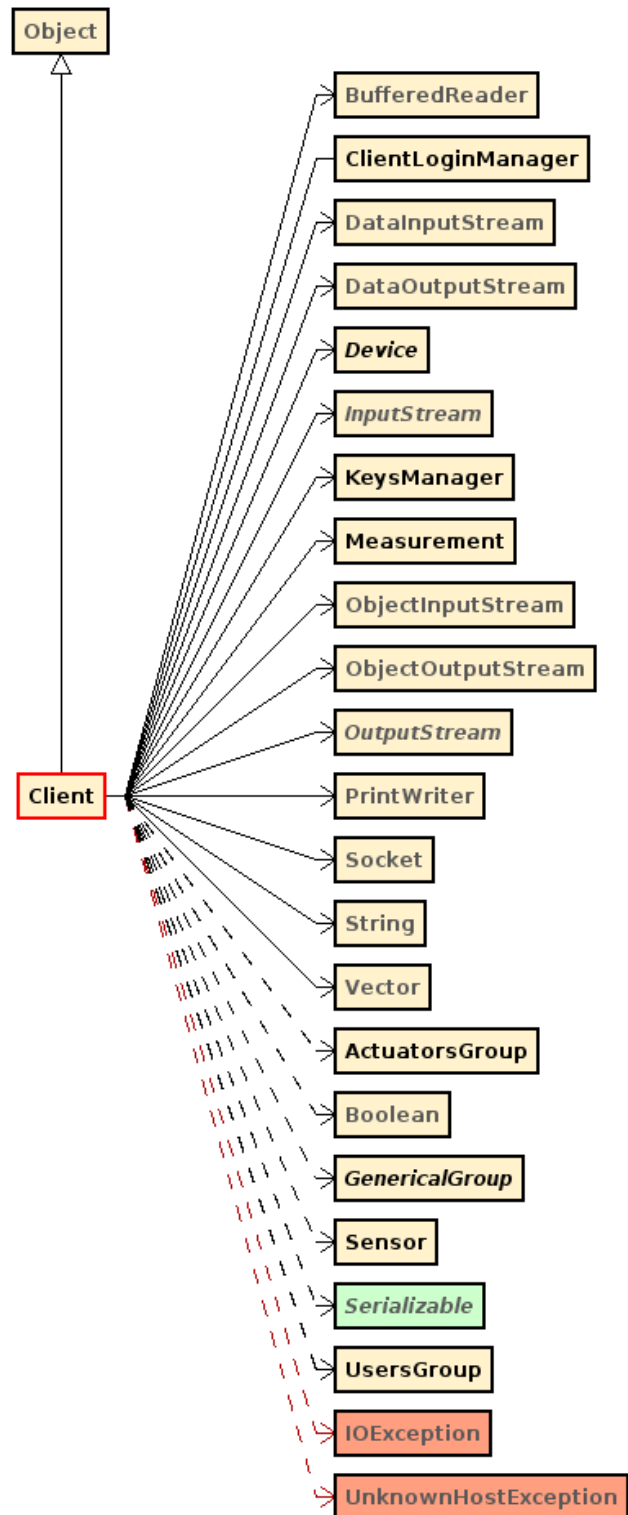 Object
BufferedReader
ClientLoginManager
DataInputStream
DataOutputStream
Device
InputStream
KeysManager
Measurement
ObjectInputStream
ObjectOutputStream
OutputStream
Client
PrintWriter
Socket
String
Vector
ActuatorsGroup
Boolean
GenericalGroup
Sensor
Serializable
UsersGroup
IOException
UnknownHostException